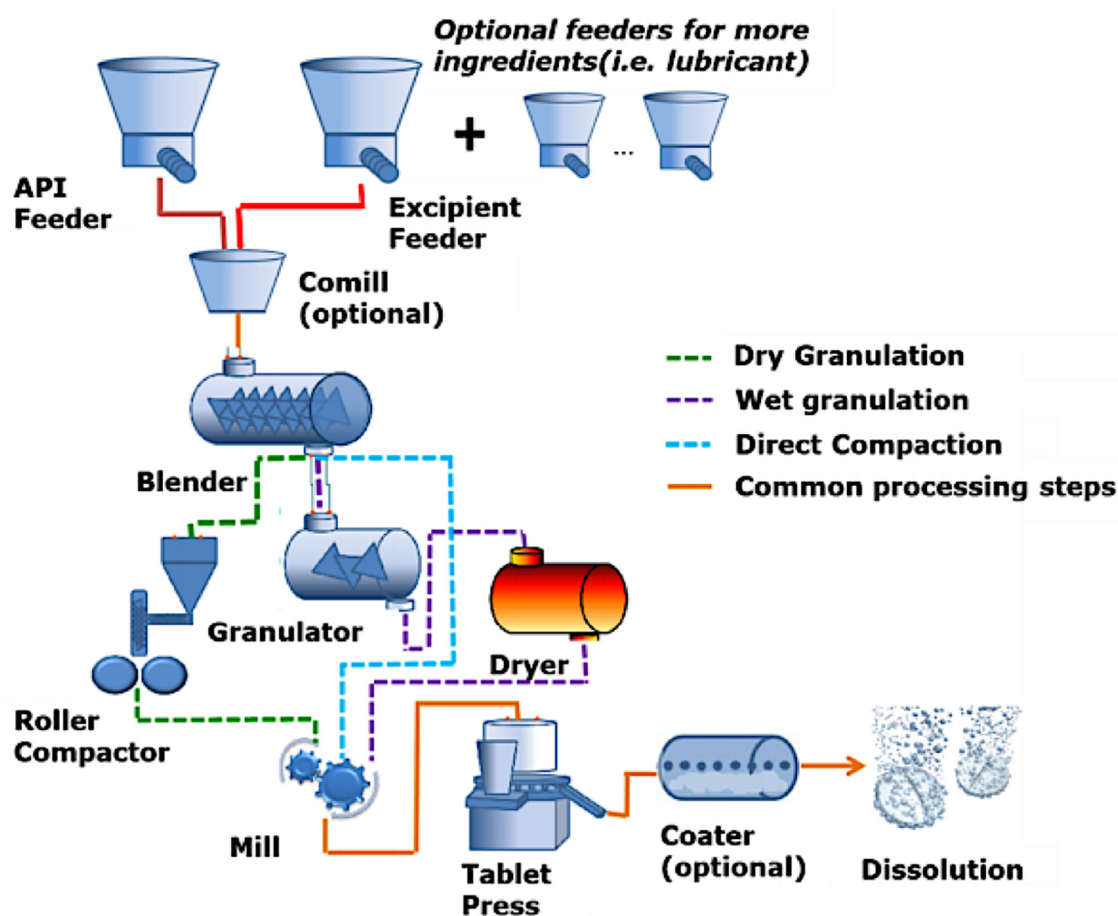 Optional feeders for more
ingredients(i.e. lubricant)
+
...
API
Feeder
Excipient
Feeder
Comill
(optional)
Dry Granulation
Wet granulation
Direct Compaction
Common processing steps
Blender
Granulator
Dryer
Roller
Compactor
Mill
Tablet
Press
Coater
(optional)
Dissolution